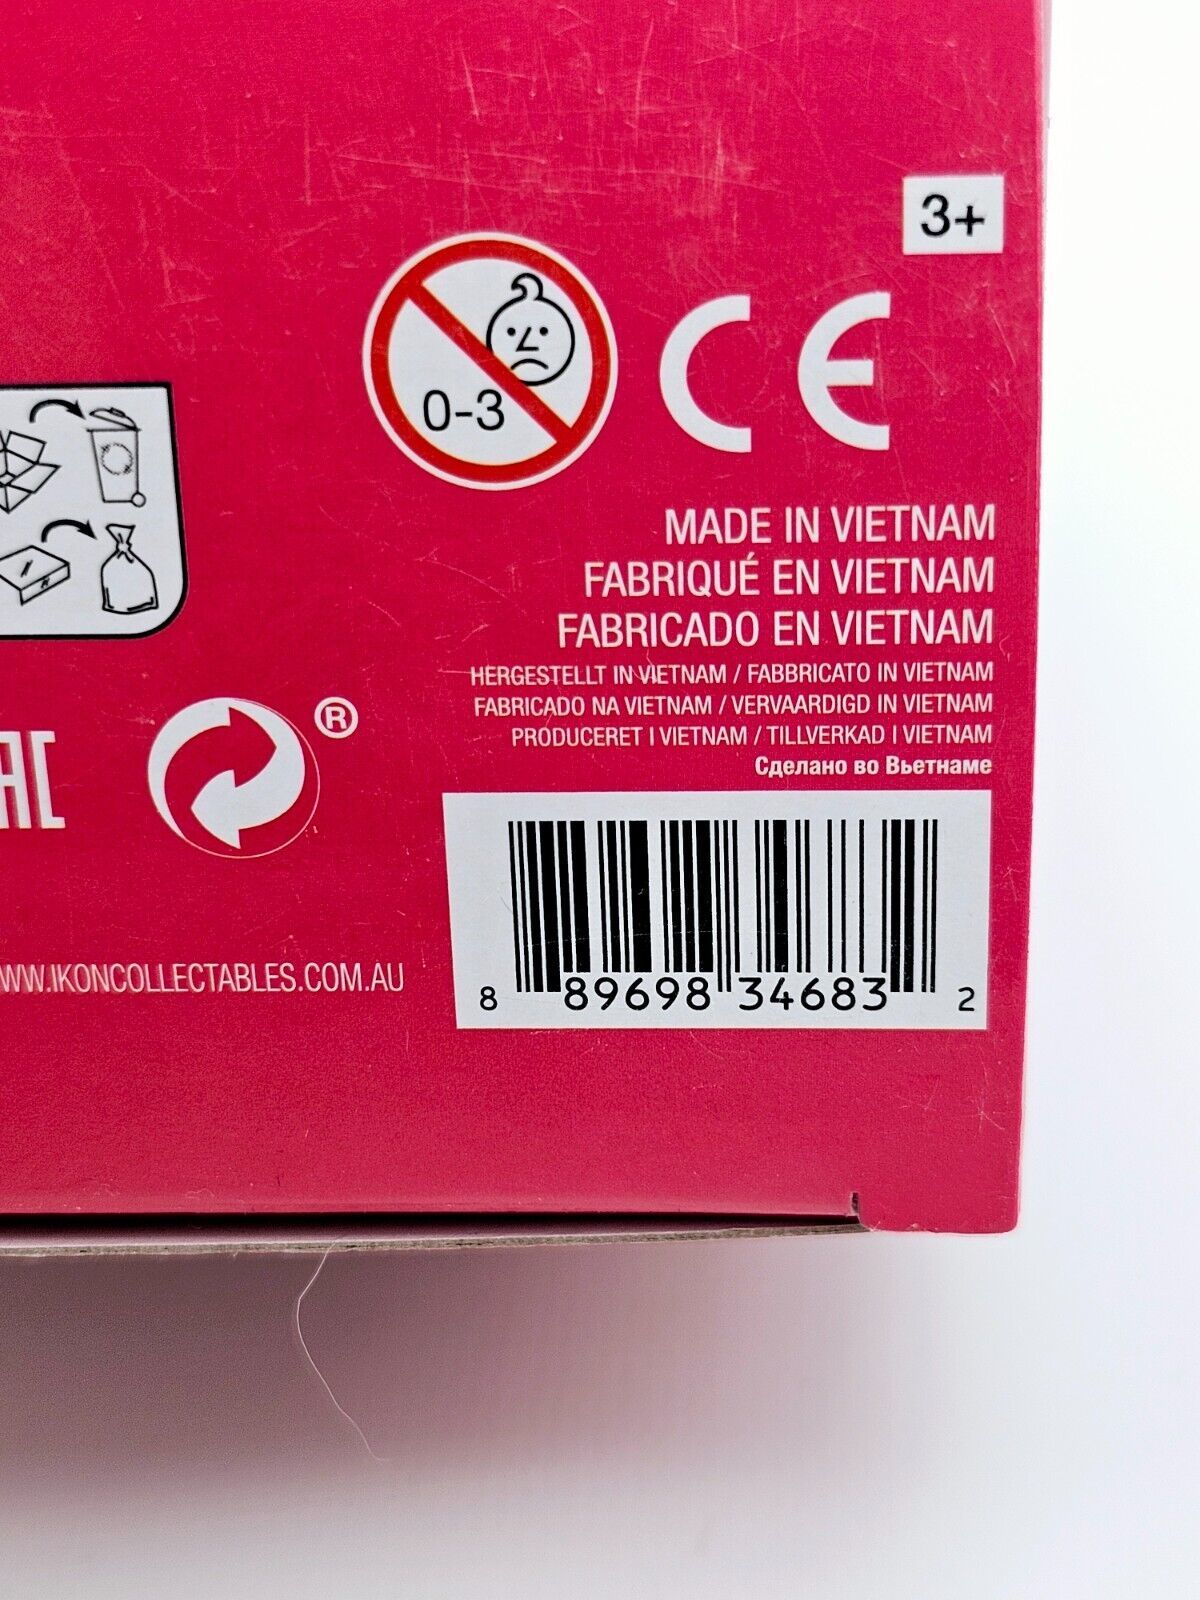 3+
0-3
CE
MADE IN VIETNAM
FABRIQUÉ EN VIETNAM
FABRICADO EN VIETNAM
HERGESTELLT IN VIETNAM / FABBRICATO IN VIETNAM
FABRICADO NA VIETNAM / VERVAARDIGD IN VIETNAM
PRODUCERET I VIETNAM / TILLVERKAD I VIETNAM
Сделано во Вьетнаме
®
WWW.IKONCOLLECTABLES.COM.AU
8 89698 34683 2